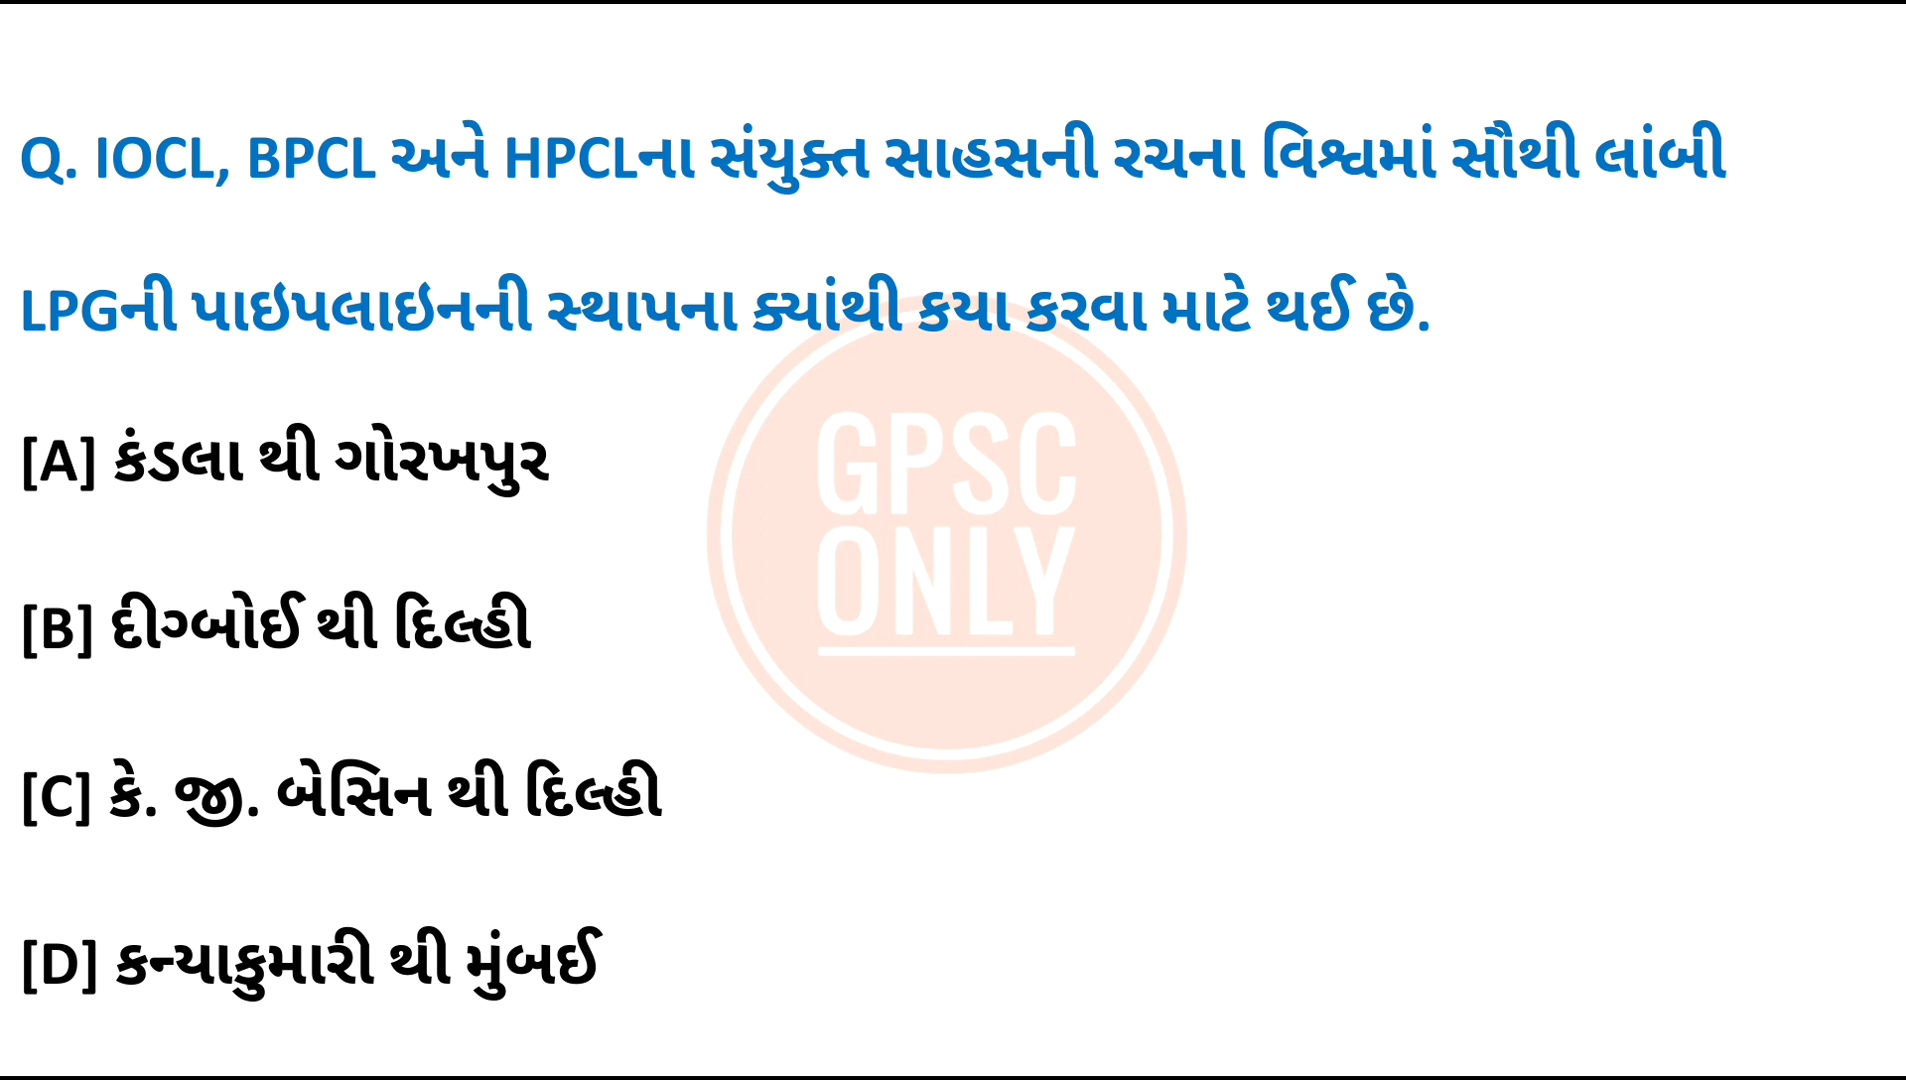 Q. IOCL, BPCL અને HPCLના સંયુક્ત સાહસની રચના વિશ્વમાં સૌથી લાંબી
LPGની પાઇપલાઇનની સ્થાપના ક્યાંથી કયા કરવા માટે થઈ છે.
[A] કંડલા થી ગોરખપુર
GPSC
ONLY
[B] દીગ્બોઈ થી દિલ્હી
[C] કે. જી. બેસિન થી દિલ્હી
[D] કન્યાકુમારી થી મુંબઈ